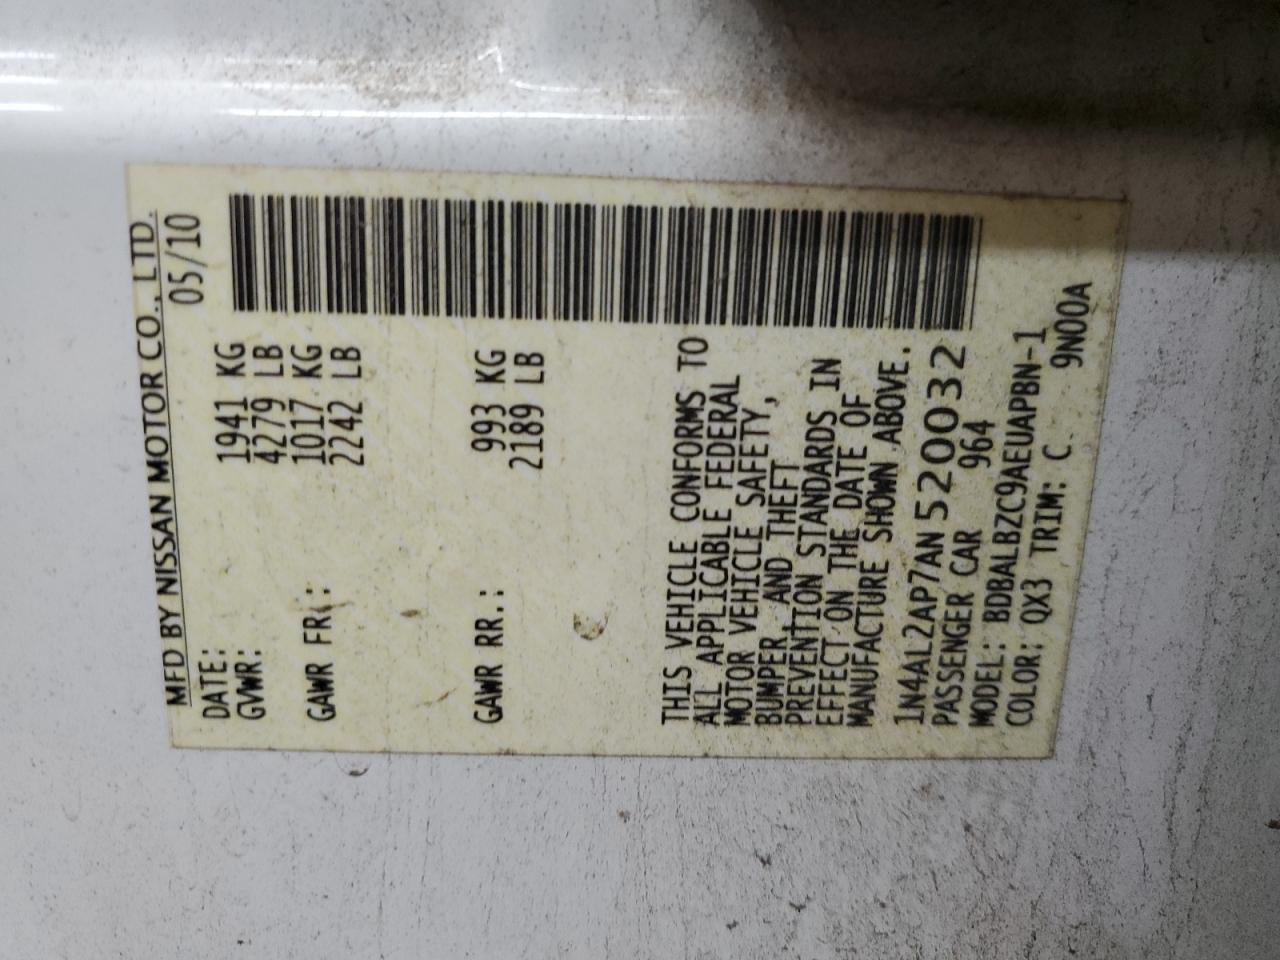 MFD BY NISSAN MOTOR CO., LTD.
DATE: 05/10
GVWR: 1941 KG
4279 LB
GAWR FR.: 1017 KG
2242 LB
GAWR RR.: 993 KG
2189 LB
THIS VEHICLE CONFORMS TO
ALL APPLICABLE FEDERAL
MOTOR VEHICLE SAFETY,
BUMPER, AND THEFT
PREVENTION STANDARDS IN
EFFECT ON THE DATE OF
MANUFACTURE SHOWN ABOVE.
1N4AL2AP7AN520032
PASSENGER CAR 964
MODEL: BDBALBZC9AEUAPBN-1
COLOR: QX3 TRIM: C 9N00A